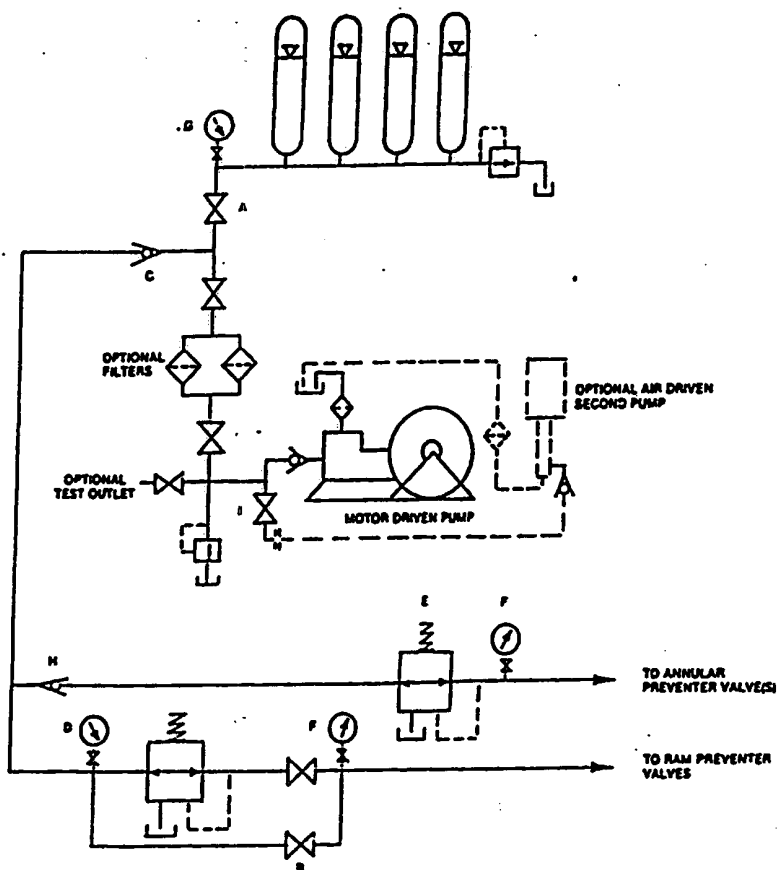 G
A
C
OPTIONAL
FILTERS
OPTIONAL AIR DRIVEN
SECOND PUMP
OPTIONAL
TEST OUTLET
I
MOTOR DRIVEN PUMP
E
F
H
TO ANNULAR
PREVENTER VALVE(S)
D
F
TO RAM PREVENTER
VALVES
B